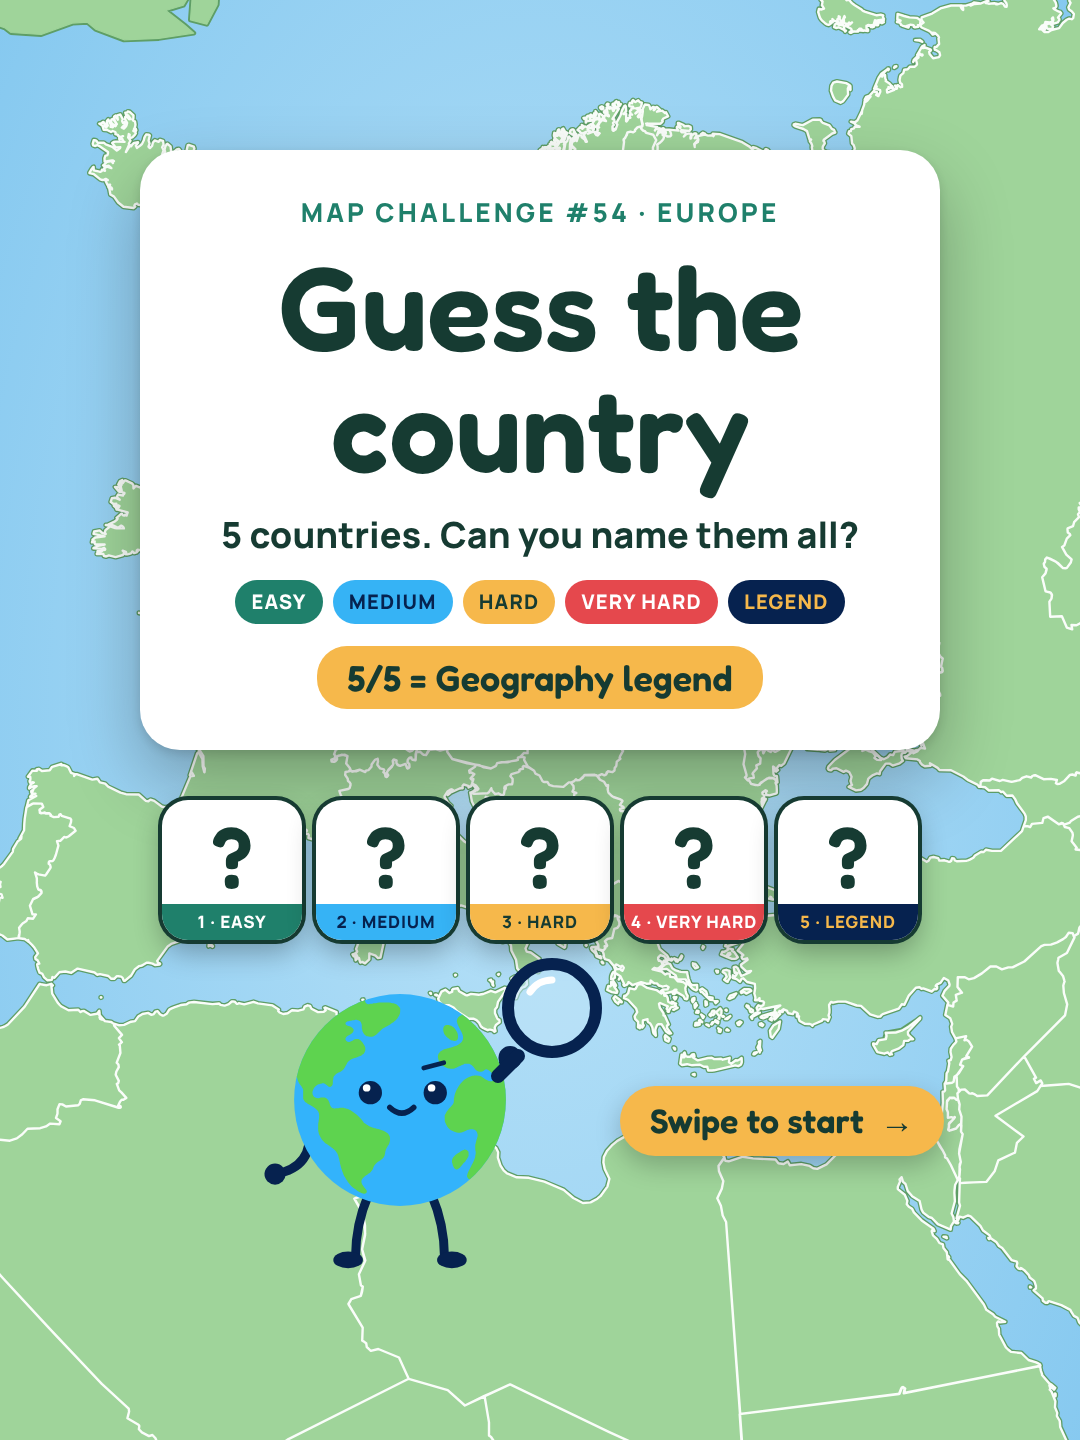 MAP CHALLENGE #54 · EUROPE
Guess the
country
5 countries. Can you name them all?
EASY MEDIUM HARD VERY HARD LEGEND
5/5 = Geography legend
? ? ? ? ?
1 · EASY 2 · MEDIUM 3 · HARD 4 · VERY HARD 5 · LEGEND
Swipe to start →